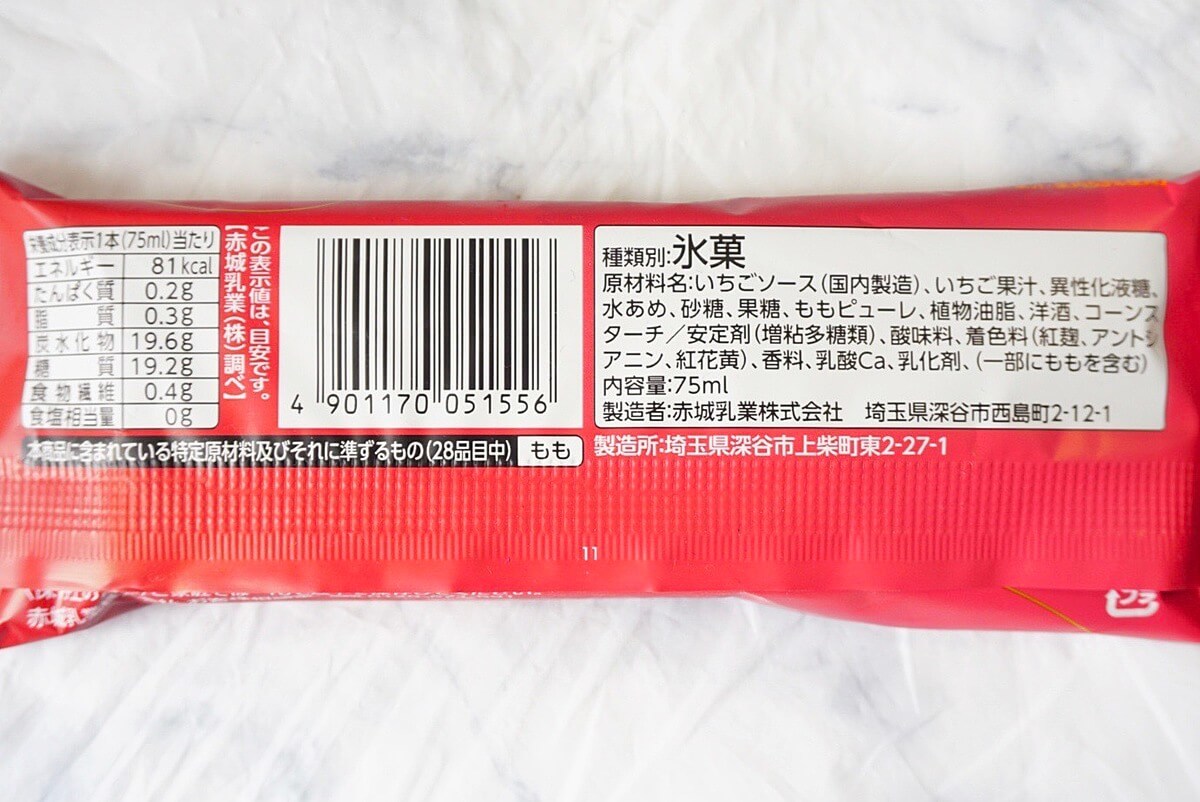 栄養成分表示1本(75ml)当たり
エネルギー 81kcal
たんぱく質 0.2g
脂質 0.3g
炭水化物 19.6g
糖質 19.2g
食物繊維 0.4g
食塩相当量 0g
この表示値は、目安です。
【赤城乳業(株)調べ】
4 901170 051556
種類別:氷菓
原材料名:いちごソース(国内製造)、いちご果汁、異性化液糖、
水あめ、砂糖、果糖、ももピューレ、植物油脂、洋酒、コーンス
ターチ/安定剤(増粘多糖類)、酸味料、着色料(紅麹、アントシ
アニン、紅花黄)、香料、乳酸Ca、乳化剤、(一部にももを含む)
内容量:75ml
製造者:赤城乳業株式会社 埼玉県深谷市西島町2-12-1
本商品に含まれている特定原材料及びそれに準ずるもの(28品目中) もも
製造所:埼玉県深谷市上柴町東2-27-1
11
赤城乳
プラ